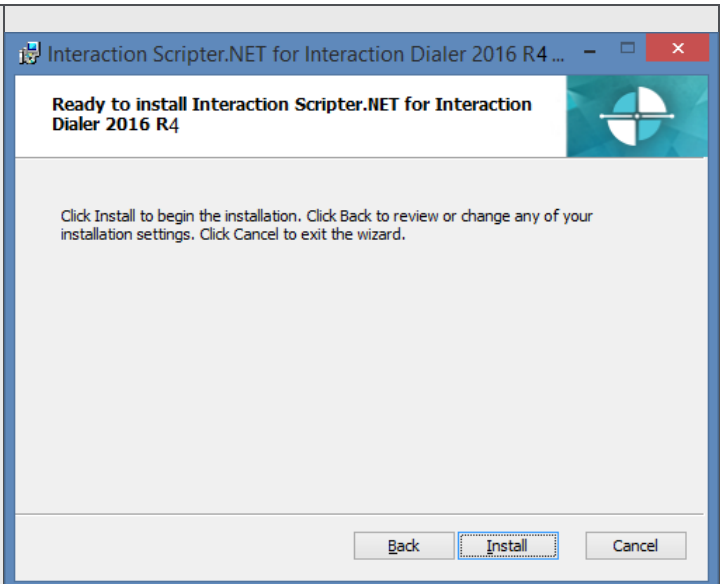 Interaction Scripter.NET for Interaction Dialer 2016 R4 ...
Ready to install Interaction Scripter.NET for Interaction
Dialer 2016 R4
Click Install to begin the installation. Click Back to review or change any of your
installation settings. Click Cancel to exit the wizard.
Back Install Cancel